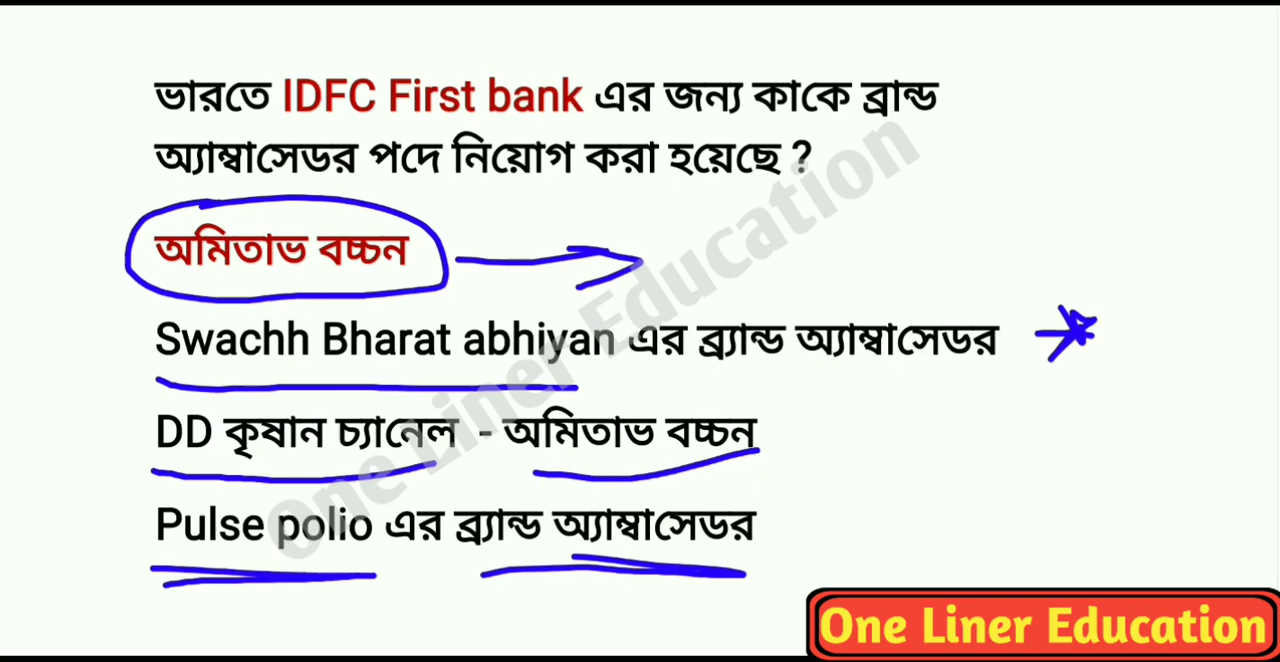 ভারতে IDFC First bank এর জন্য কাকে ব্রান্ড
অ্যাম্বাসেডর পদে নিয়োগ করা হয়েছে ?
অমিতাভ বচ্চন
Swachh Bharat abhiyan এর ব্র্যান্ড অ্যাম্বাসেডর
DD কৃষান চ্যানেল - অমিতাভ বচ্চন
Pulse polio এর ব্র্যান্ড অ্যাম্বাসেডর
One Liner Education
One Liner Education